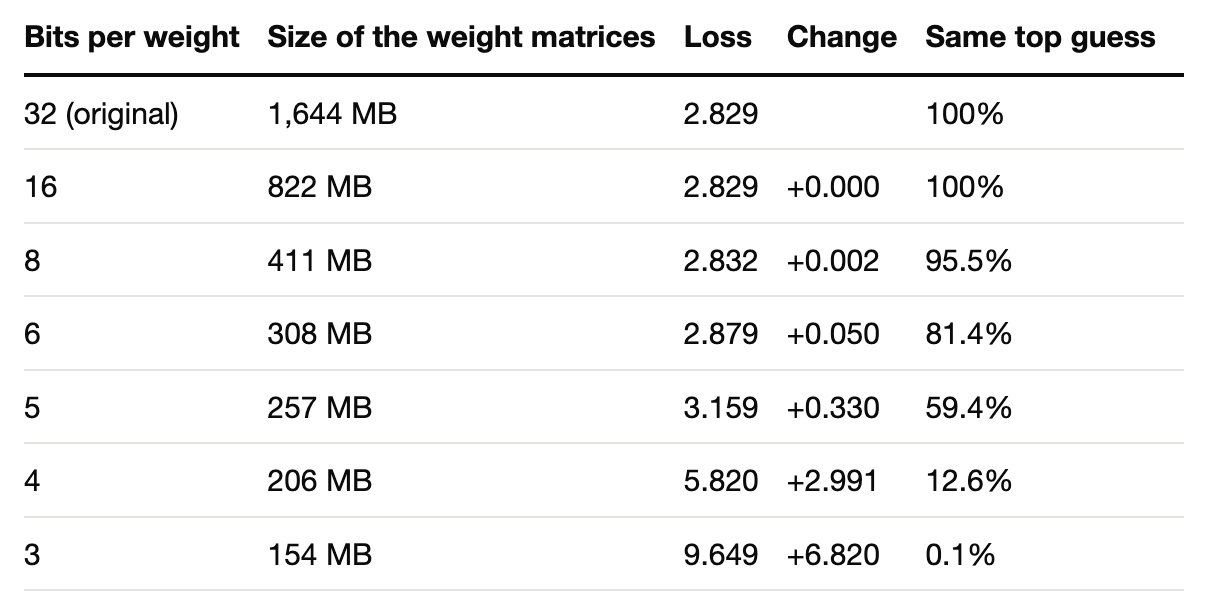 Bits per weight Size of the weight matrices Loss Change Same top guess
32 (original) 1,644 MB 2.829 100%
16 822 MB 2.829 +0.000 100%
8 411 MB 2.832 +0.002 95.5%
6 308 MB 2.879 +0.050 81.4%
5 257 MB 3.159 +0.330 59.4%
4 206 MB 5.820 +2.991 12.6%
3 154 MB 9.649 +6.820 0.1%